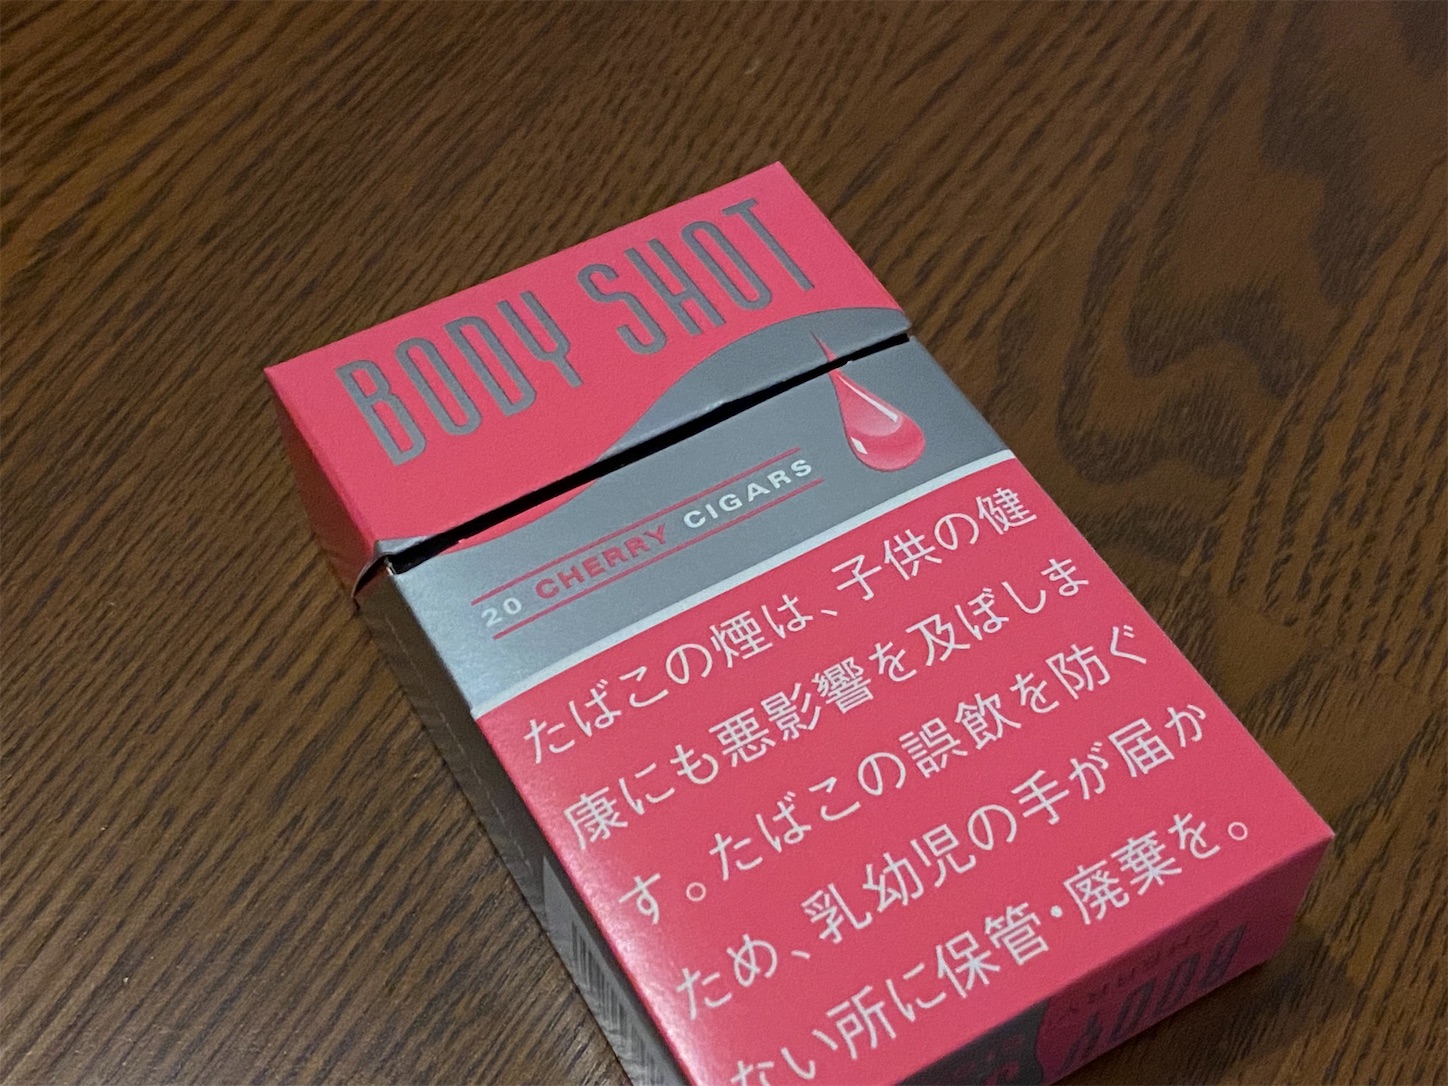 BODY SHOT
20 CHERRY CIGARS
たばこの煙は、子供の健
康にも悪影響を及ぼしま
す。たばこの誤飲を防ぐ
ため、乳幼児の手が届か
ない所に保管・廃棄を。
BODY
CHERRY